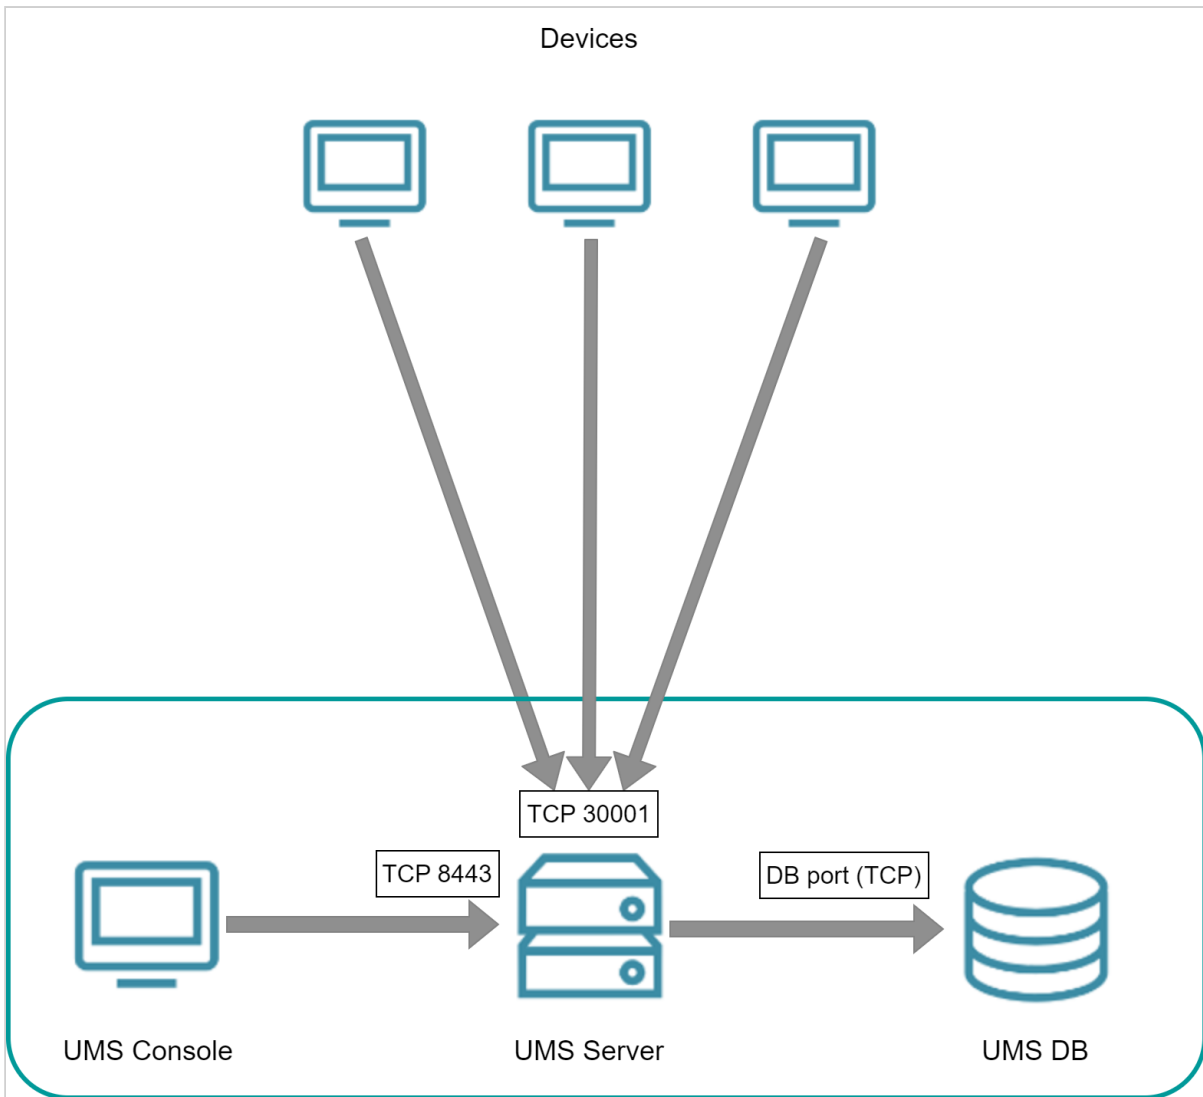 Devices
TCP 30001
TCP 8443
DB port (TCP)
UMS Console
UMS Server
UMS DB